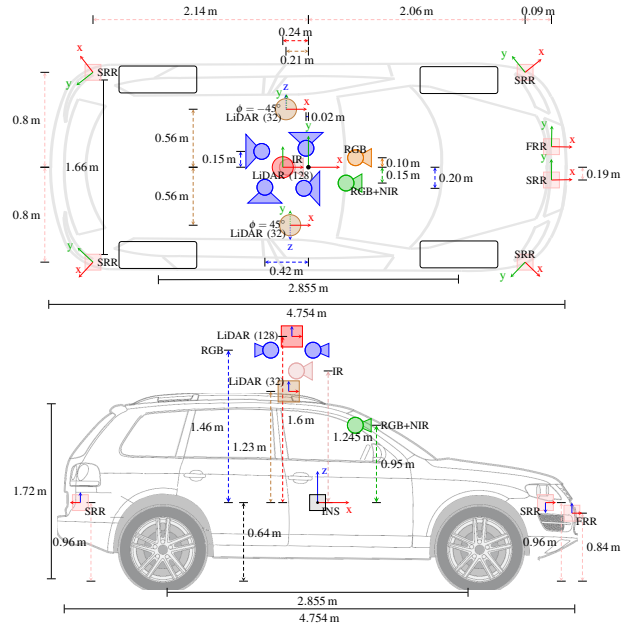 2.14 m
2.06 m
0.09 m
0.24 m
0.21 m
x
y
SRR
x
y
SRR
z
y
x
ϕ = −45°
LiDAR (32)
0.02 m
0.8 m
0.56 m
1.66 m
0.15 m
y
x
IR
LiDAR (128)
RGB
0.10 m
0.15 m
RGB+NIR
0.20 m
y
x
FRR
y
x
SRR
0.19 m
0.8 m
0.56 m
y
x
z
ϕ = 45°
LiDAR (32)
0.42 m
y
x
SRR
y
x
SRR
2.855 m
4.754 m
LiDAR (128)
RGB
IR
LiDAR (32)
1.46 m
1.6 m
1.23 m
1.245 m
RGB+NIR
0.95 m
1.72 m
z
x
INS
SRR
SRR
FRR
0.96 m
0.64 m
0.96 m
0.84 m
2.855 m
4.754 m